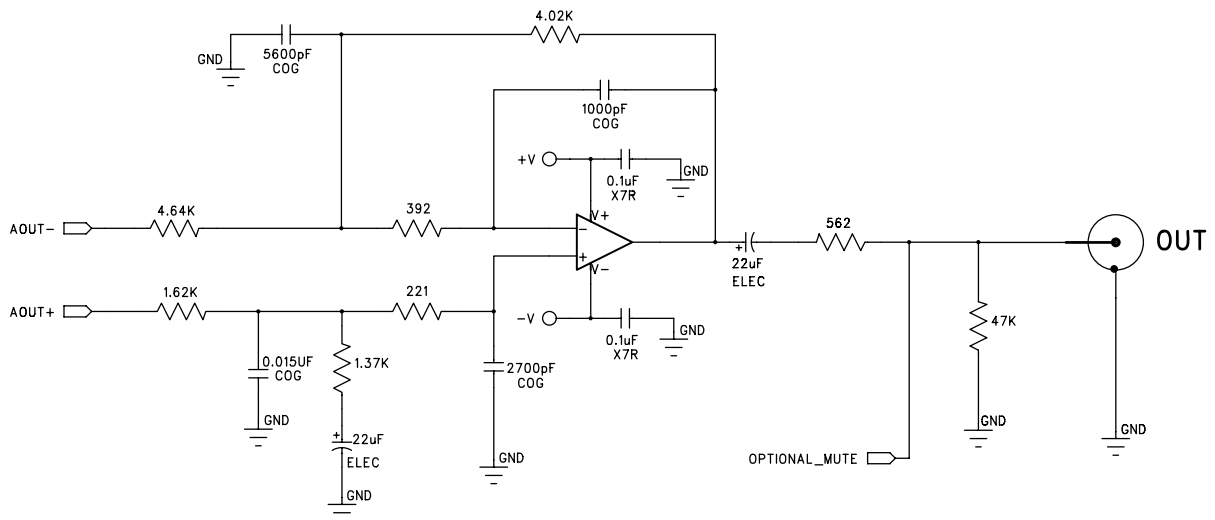 4.02K
GND
5600pF
COG
1000pF
COG
+V
GND
0.1uF
X7R
AOUT-
4.64K
392
V+
-
+
V-
562
OUT
+
22uF
ELEC
AOUT+
1.62K
221
-V
GND
0.1uF
X7R
47K
0.015UF
COG
1.37K
2700pF
COG
GND
+
22uF
ELEC
GND
GND
GND
GND
OPTIONAL_MUTE
GND